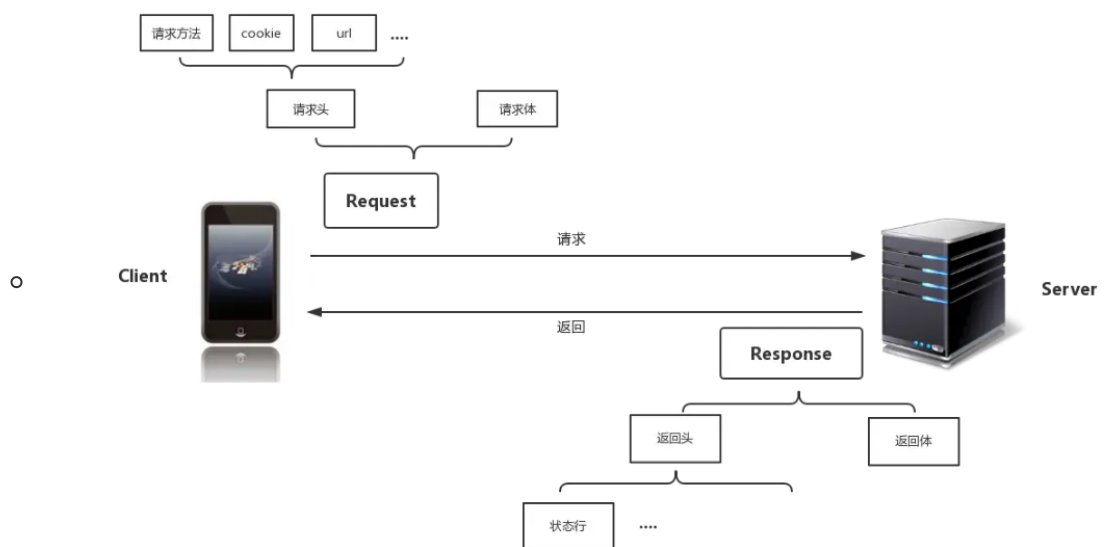 请求方法
cookie
url
....
请求头
请求体
Request
请求
Client
Server
返回
Response
返回头
返回体
状态行
....